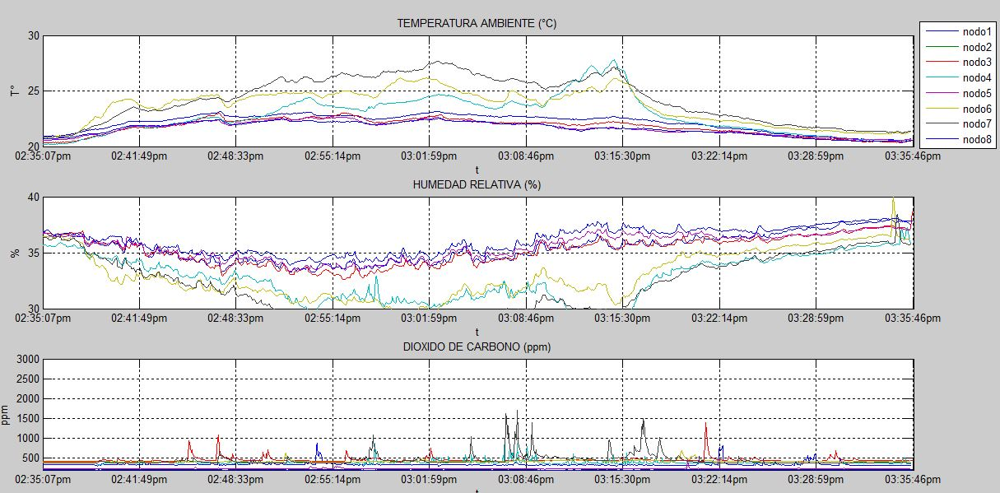 TEMPERATURA AMBIENTE (°C)
30
25
20
T°
02:35:07pm 02:41:49pm 02:48:33pm 02:55:14pm 03:01:59pm 03:08:46pm 03:15:30pm 03:22:14pm 03:28:59pm 03:35:46pm
t
nodo1
nodo2
nodo3
nodo4
nodo5
nodo6
nodo7
nodo8
HUMEDAD RELATIVA (%)
40
35
30
%
02:35:07pm 02:41:49pm 02:48:33pm 02:55:14pm 03:01:59pm 03:08:46pm 03:15:30pm 03:22:14pm 03:28:59pm 03:35:46pm
t
DIOXIDO DE CARBONO (ppm)
3000
2500
2000
1500
1000
500
ppm
02:35:07pm 02:41:49pm 02:48:33pm 02:55:14pm 03:01:59pm 03:08:46pm 03:15:30pm 03:22:14pm 03:28:59pm 03:35:46pm